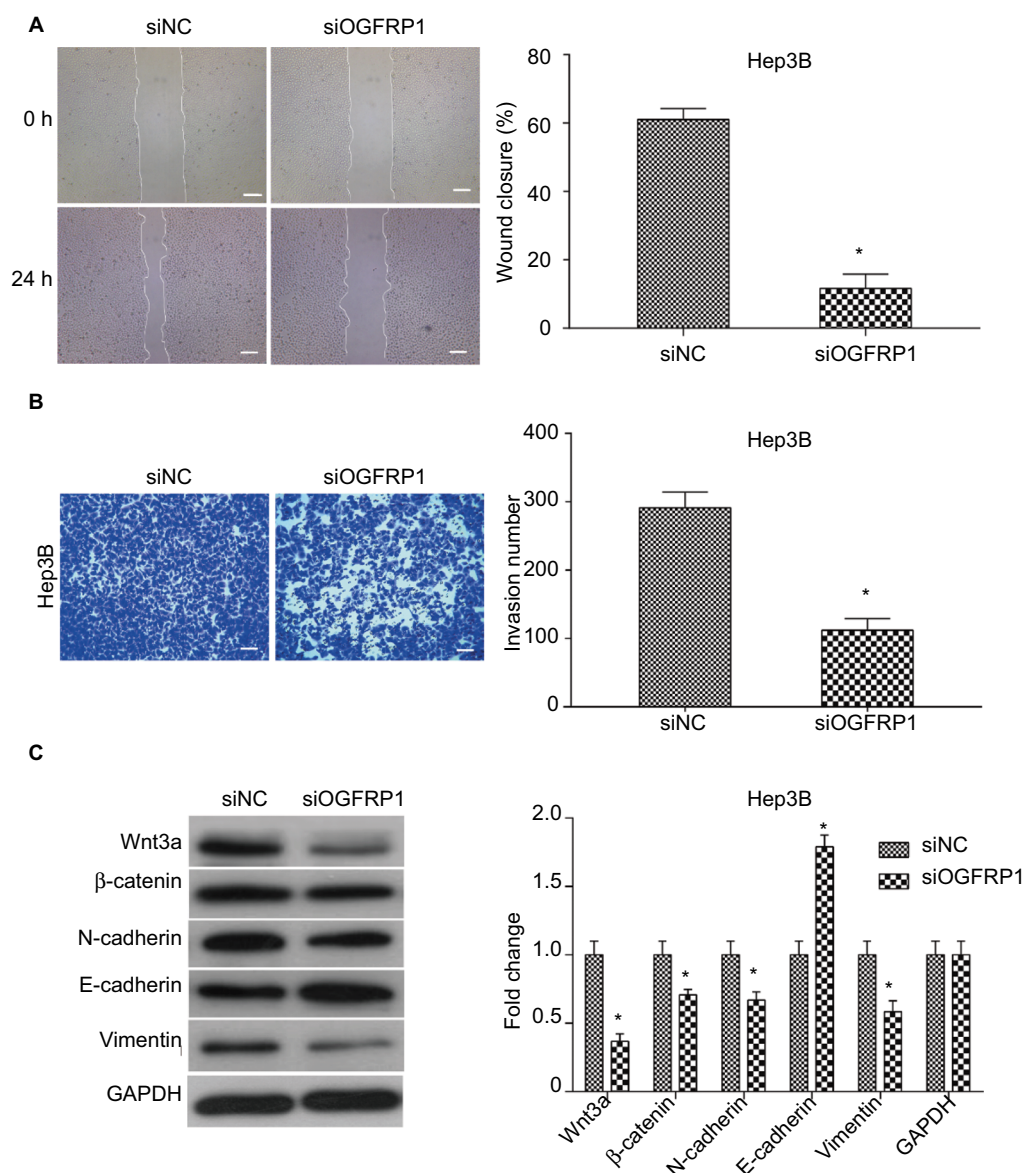 A
siNC
siOGFRP1
0 h
24 h
Hep3B
Wound closure (%)
80
60
40
20
0
*
siNC
siOGFRP1
B
siNC
siOGFRP1
Hep3B
Hep3B
Invasion number
400
300
200
100
0
*
siNC
siOGFRP1
C
siNC
siOGFRP1
Wnt3a
β-catenin
N-cadherin
E-cadherin
Vimentin
GAPDH
Hep3B
Fold change
2.0
1.5
1.0
0.5
0
*
*
*
*
*
siNC
siOGFRP1
Wnt3a
β-catenin
N-cadherin
E-cadherin
Vimentin
GAPDH